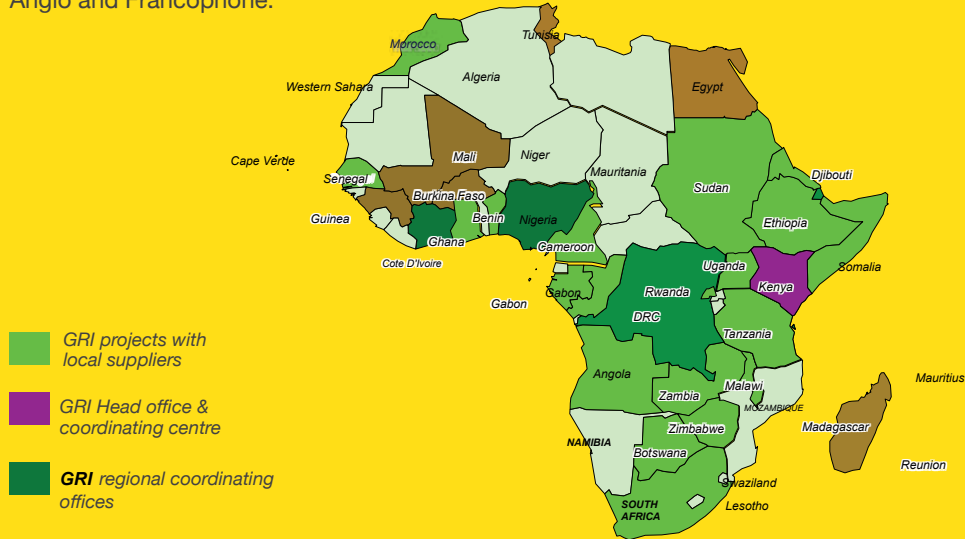 Anglo and Francophone.
Tunisia
Morocco
Algeria
Western Sahara
Egypt
Cape Verde
Mali
Niger
Mauritania
Senegal
Sudan
Djibouti
Burkina Faso
Guinea
Benin
Nigeria
Ethiopia
Ghana
Cameroon
Cote D'Ivoire
Uganda
Somalia
Gabon
Rwanda
Kenya
Gabon
DRC
Tanzania
GRI projects with
local suppliers
Angola
Malawi
Mauritius
Zambia
MOZAMBIQUE
GRI Head office &
coordinating centre
Zimbabwe
Madagascar
NAMIBIA
Botswana
Reunion
GRI regional coordinating
offices
Swaziland
SOUTH
AFRICA
Lesotho